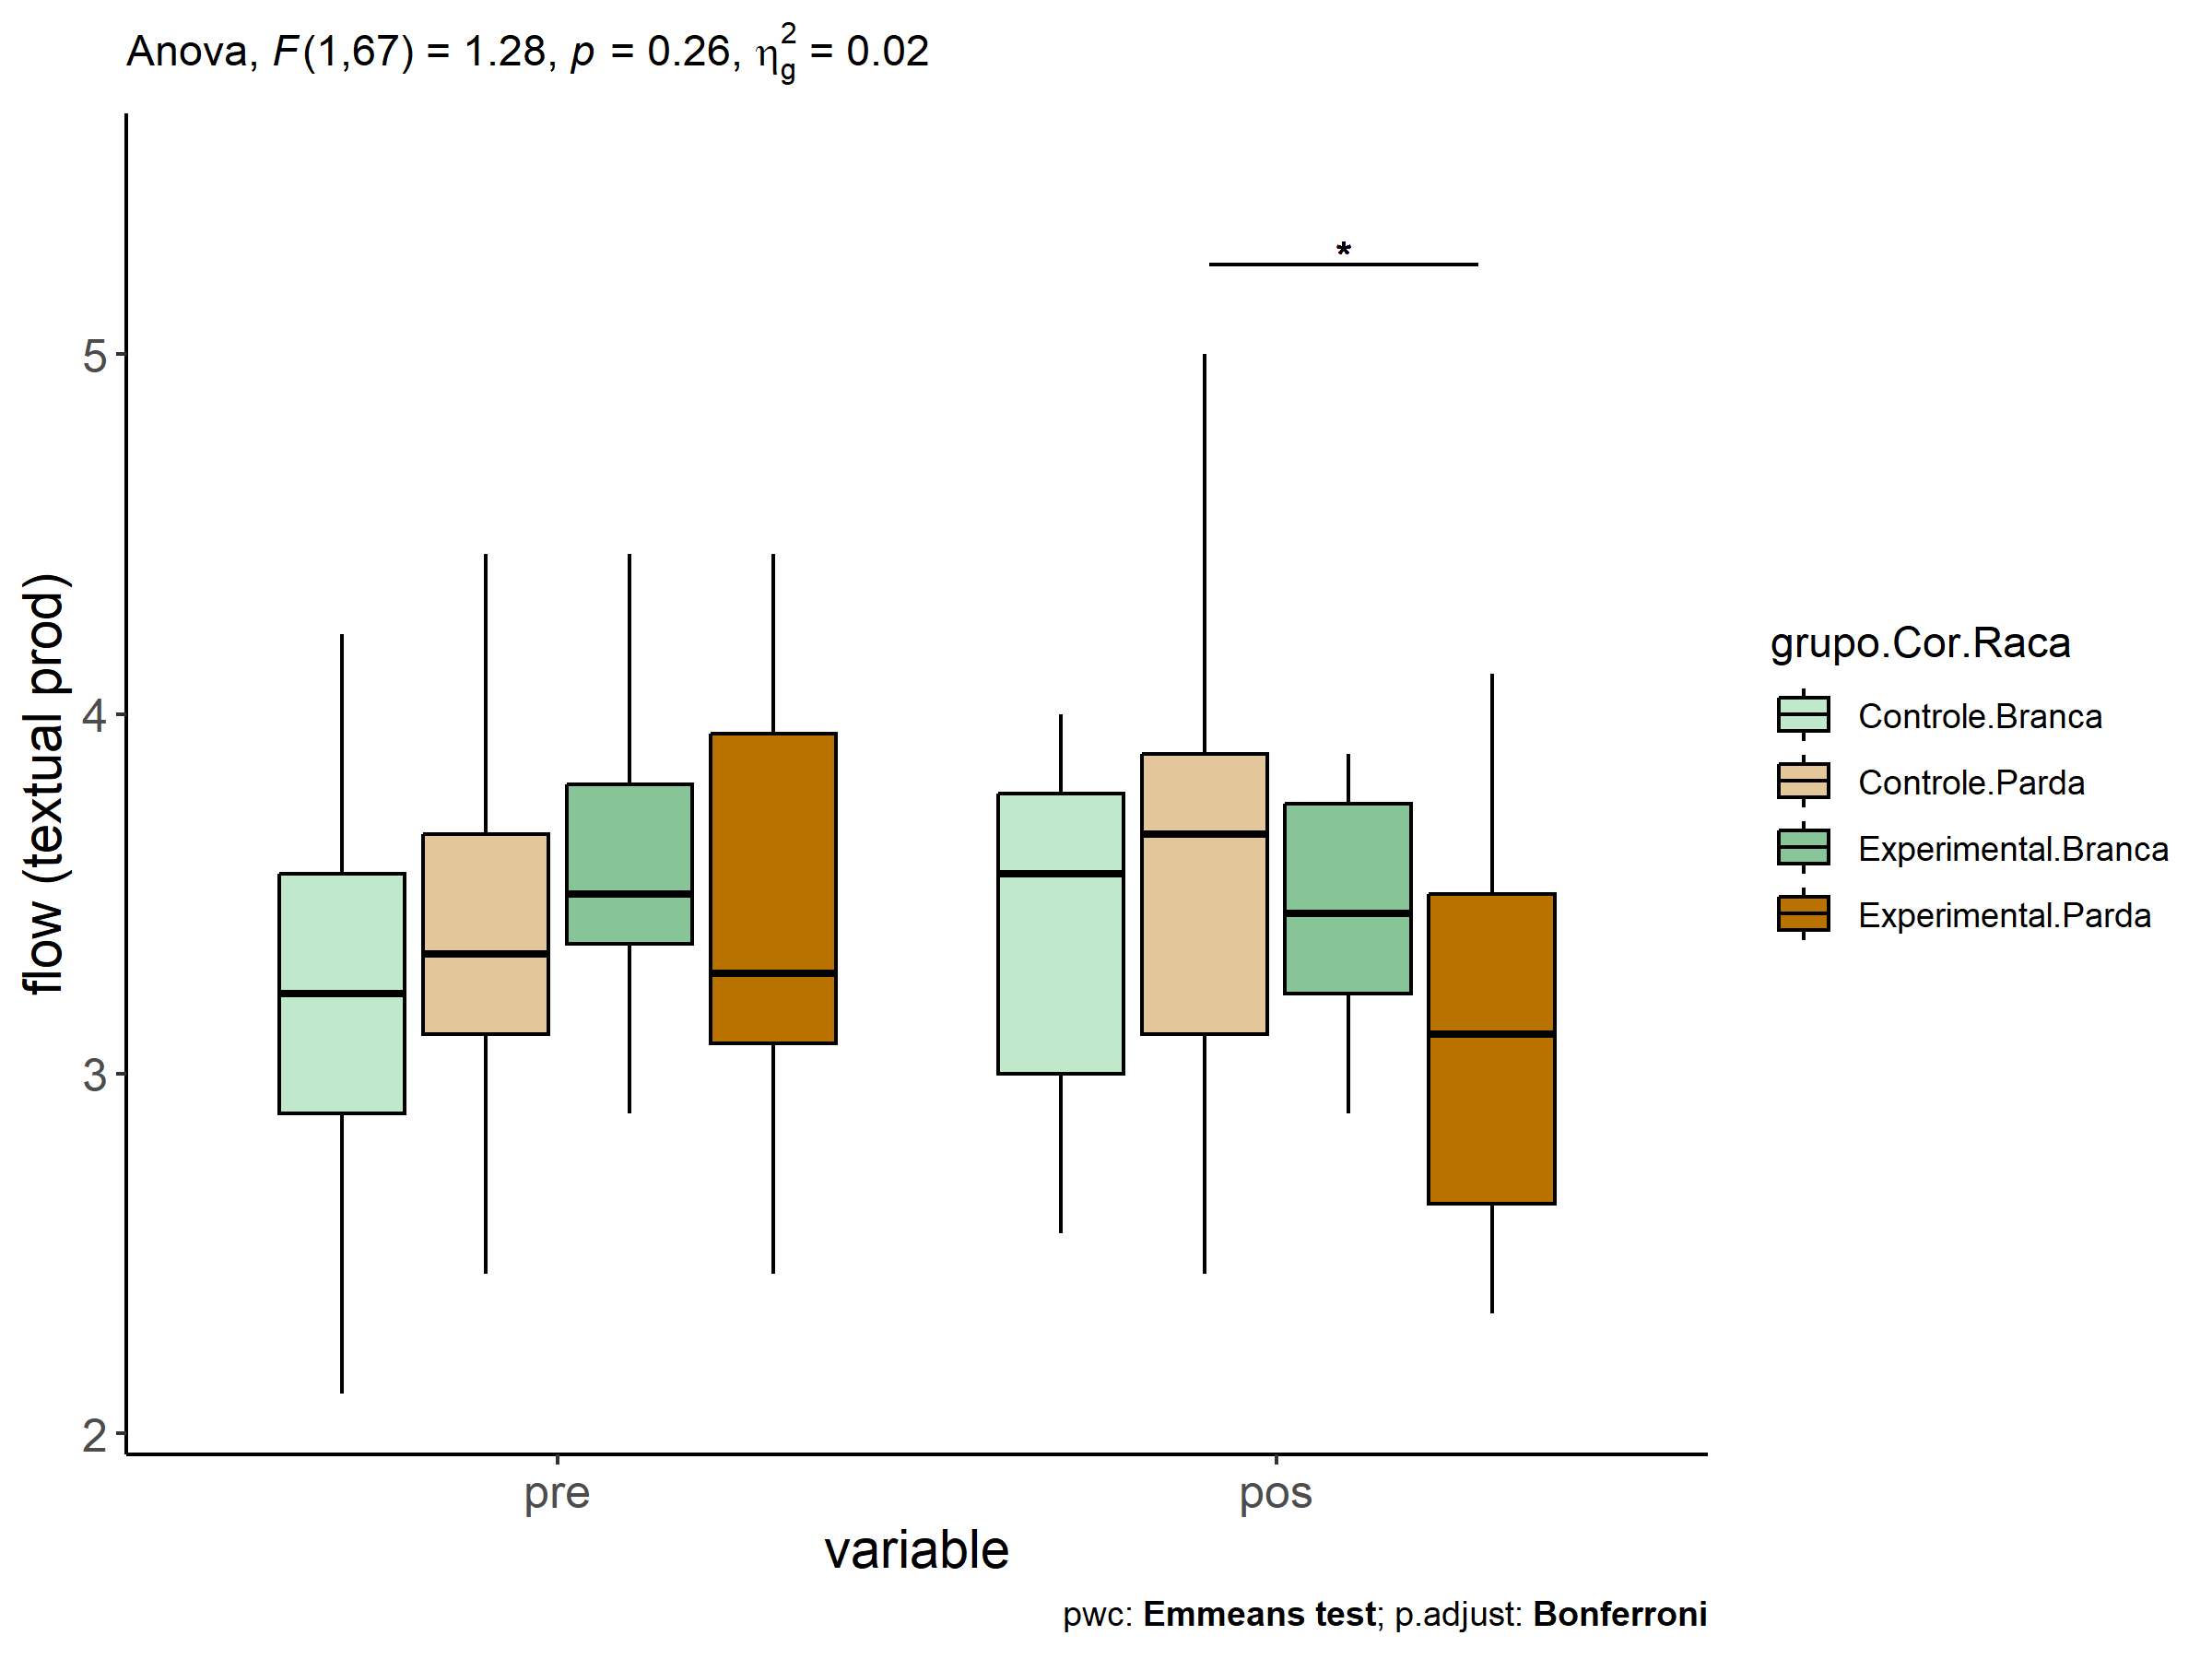 Anova, F(1,67) = 1.28, p = 0.26, η²g = 0.02
*
5
4
3
2
flow (textual prod)
pre
pos
variable
grupo.Cor.Raca
Controle.Branca
Controle.Parda
Experimental.Branca
Experimental.Parda
pwc: Emmeans test; p.adjust: Bonferroni